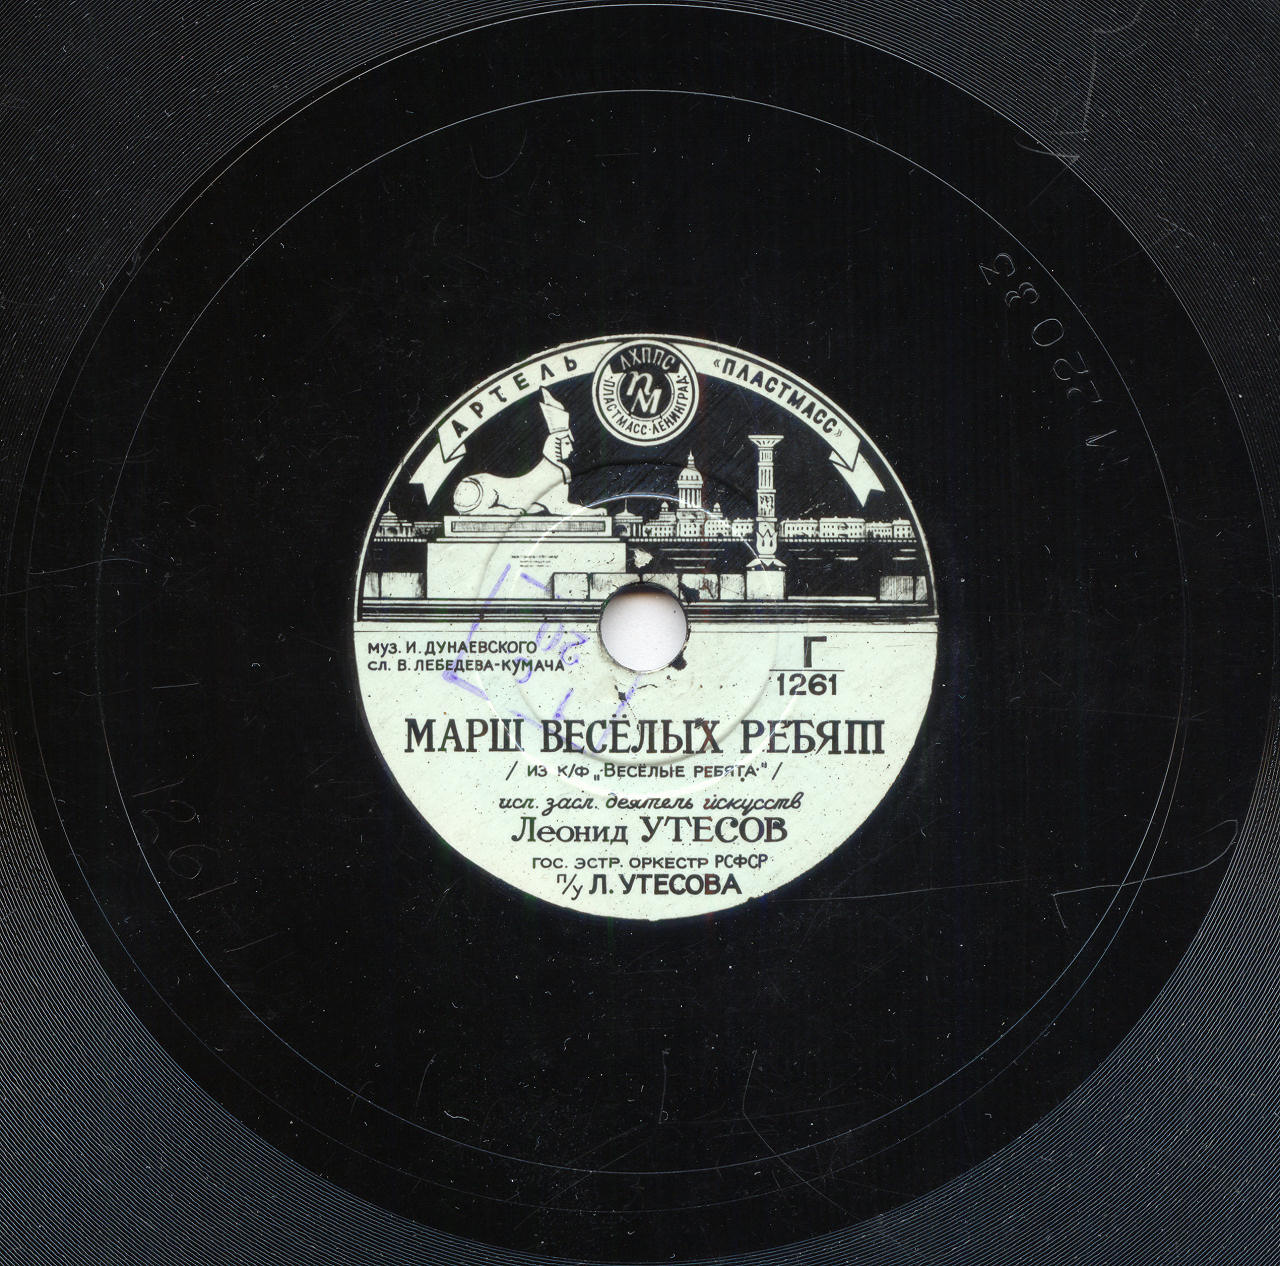 АРТЕЛЬ «ПЛАСТМАСС»
ЛХППС
ПМ
·ПЛАСТМАСС·ЛЕНИНГРАД·
МУЗ. И. ДУНАЕВСКОГО
СЛ. В. ЛЕБЕДЕВА-КУМАЧА
Г
1261
МАРШ ВЕСЁЛЫХ РЕБЯТ
/ ИЗ К/Ф „ВЕСЁЛЫЕ РЕБЯТА" /
исп. засл. деятель искусств
Леонид УТЕСОВ
ГОС. ЭСТР. ОРКЕСТР РСФСР
п/у Л. УТЕСОВА